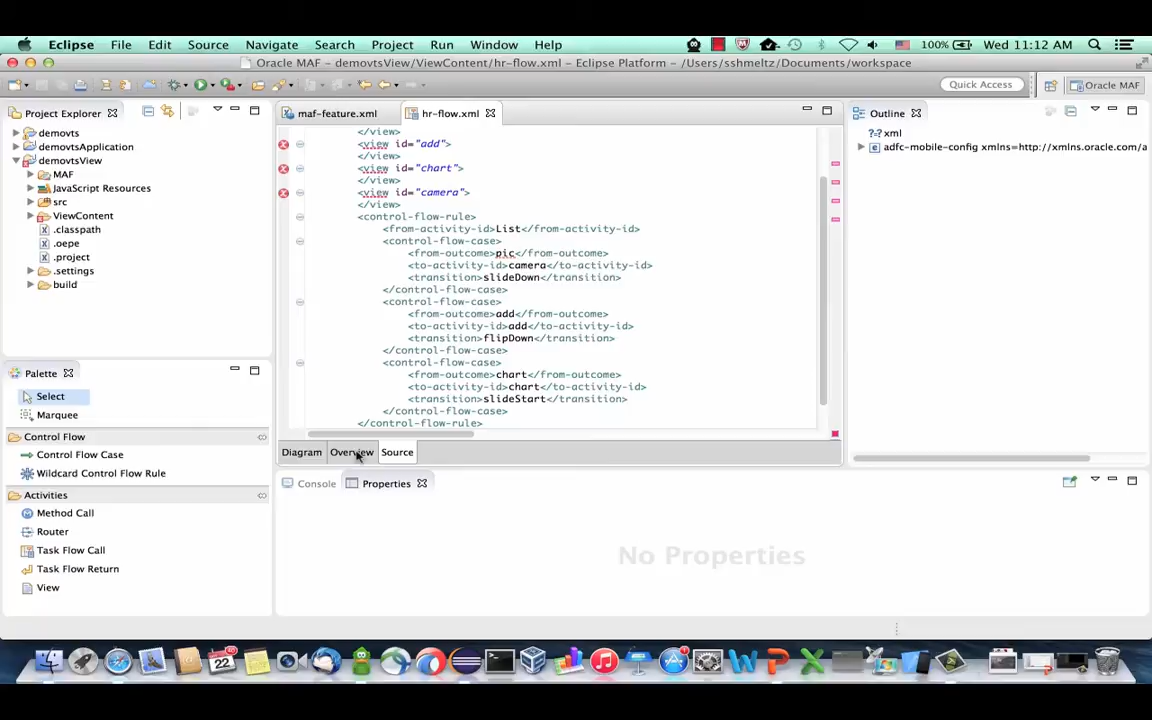 Eclipse File Edit Source Navigate Search Project Run Window Help 100% Wed 11:12 AM
Oracle MAF - demovtsView/ViewContent/hr-flow.xml - Eclipse Platform - /Users/sshmeltz/Documents/workspace
Quick Access Oracle MAF
Project Explorer
demovts
demovtsApplication
demovtsView
MAF
JavaScript Resources
src
ViewContent
.classpath
.oepe
.project
.settings
build
Palette
Select
Marquee
Control Flow
Control Flow Case
Wildcard Control Flow Rule
Activities
Method Call
Router
Task Flow Call
Task Flow Return
View
maf-feature.xml hr-flow.xml
</view>
<view id="add">
</view>
<view id="chart">
</view>
<view id="camera">
</view>
<control-flow-rule>
<from-activity-id>List</from-activity-id>
<control-flow-case>
<from-outcome>pic</from-outcome>
<to-activity-id>camera</to-activity-id>
<transition>slideDown</transition>
</control-flow-case>
<control-flow-case>
<from-outcome>add</from-outcome>
<to-activity-id>add</to-activity-id>
<transition>flipDown</transition>
</control-flow-case>
<control-flow-case>
<from-outcome>chart</from-outcome>
<to-activity-id>chart</to-activity-id>
<transition>slideStart</transition>
</control-flow-case>
</control-flow-rule>
Diagram Overview Source
Console Properties
No Properties
Outline
?=? xml
adfc-mobile-config xmlns=http://xmlns.oracle.com/a
22